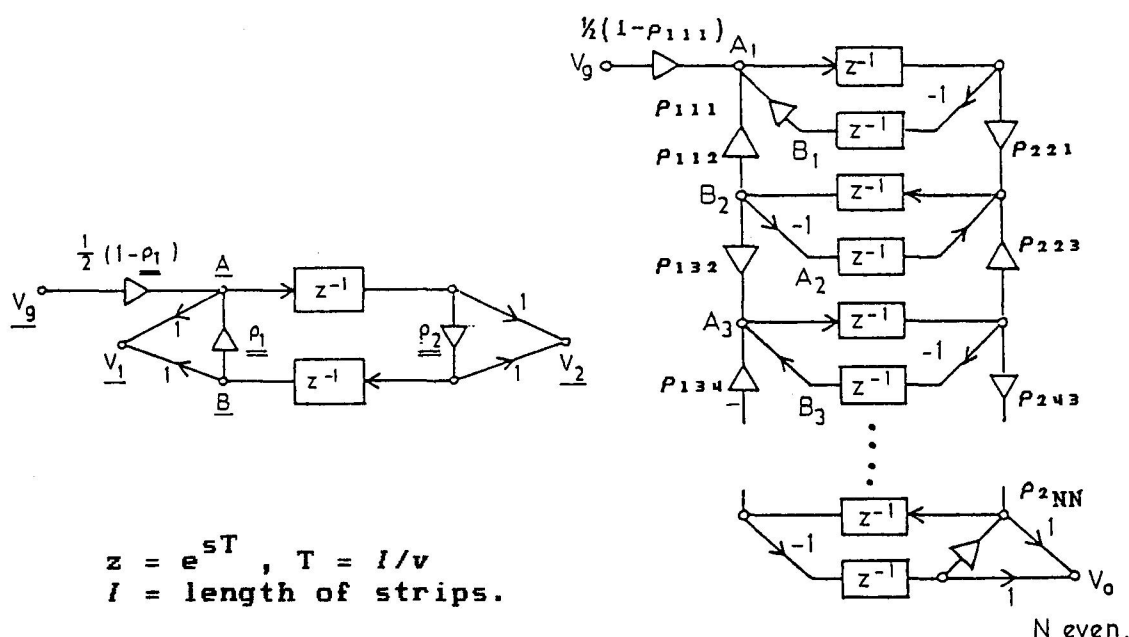 ½(1-ρ111)
Vg
A1
z⁻¹
-1
ρ111
z⁻¹
B1
ρ112
ρ221
B2
z⁻¹
-1
z⁻¹
A2
ρ132
ρ223
A3
z⁻¹
-1
z⁻¹
B3
ρ134
ρ243
ρ2NN
z⁻¹
-1
z⁻¹
1
1
Vo
N even.
1/2 (1-ρ1)
Vg
A
z⁻¹
1
1
ρ1
ρ2
V1
V2
1
1
B
z⁻¹
z = e^sT , T = l/v
l = length of strips.